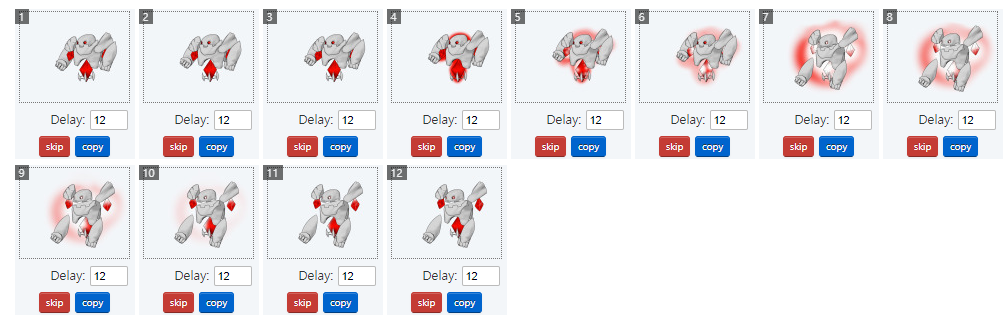 1 2 3 4 5 6 7 8
Delay: 12 Delay: 12 Delay: 12 Delay: 12 Delay: 12 Delay: 12 Delay: 12 Delay: 12
skip copy skip copy skip copy skip copy skip copy skip copy skip copy skip copy
9 10 11 12
Delay: 12 Delay: 12 Delay: 12 Delay: 12
skip copy skip copy skip copy skip copy